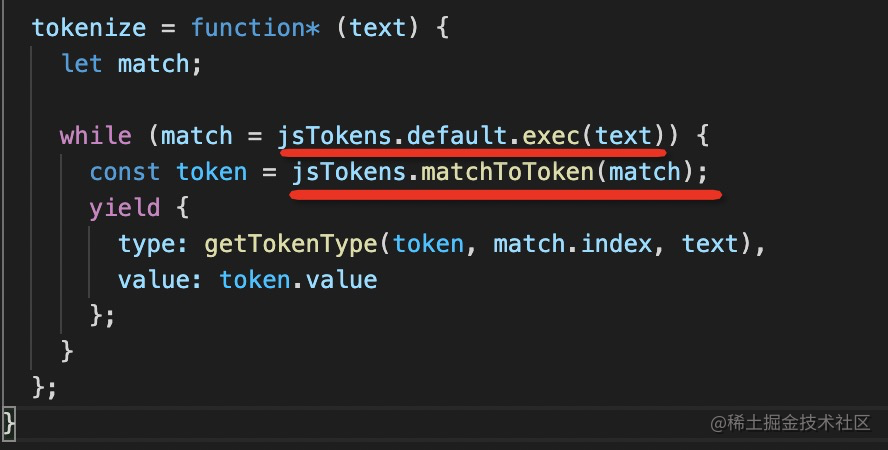 tokenize = function* (text) {
let match;
while (match = jsTokens.default.exec(text)) {
const token = jsTokens.matchToToken(match);
yield {
type: getTokenType(token, match.index, text),
value: token.value
};
}
};
}
@稀土掘金技术社区